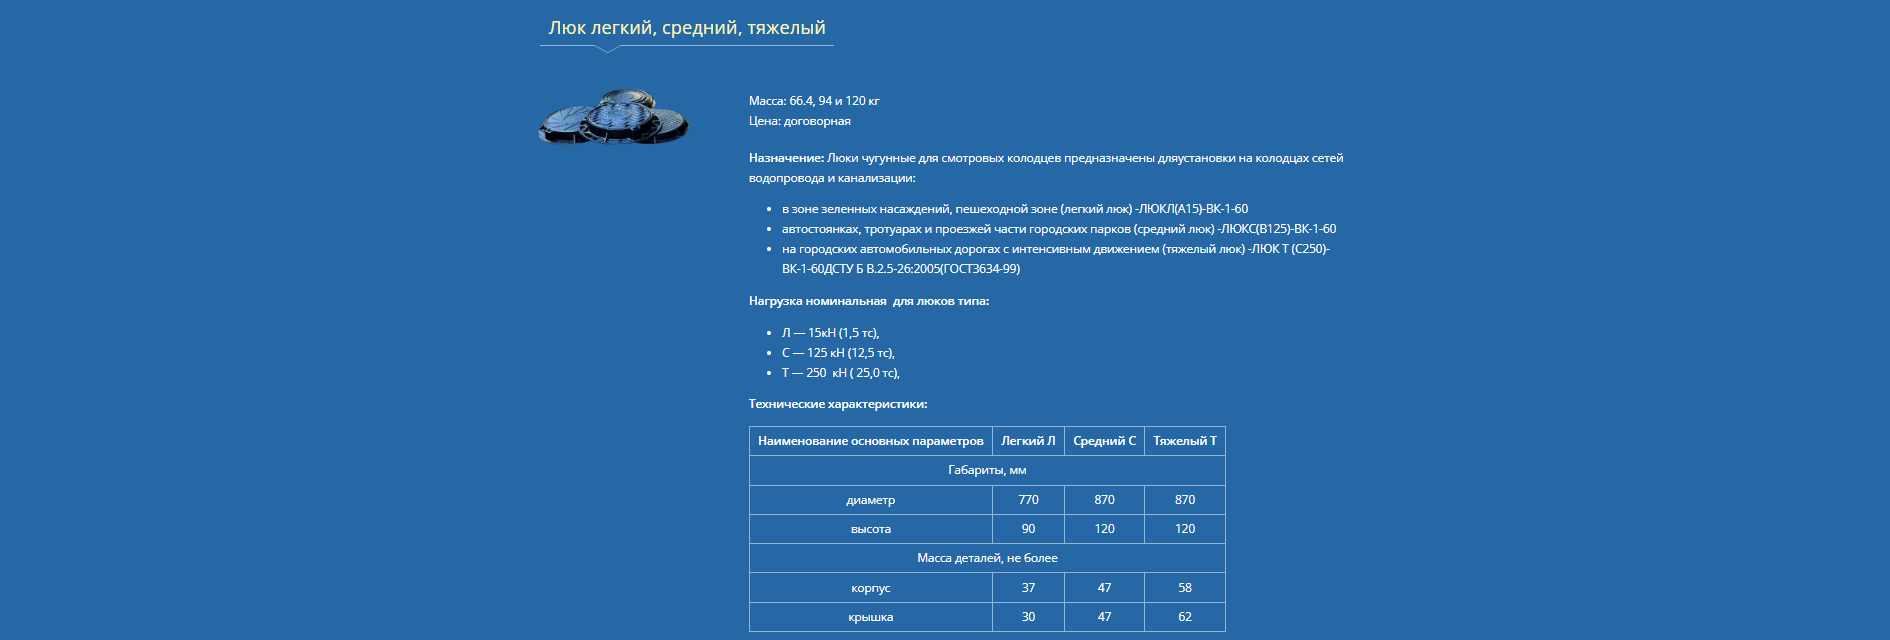 Люк легкий, средний, тяжелый
Масса: 66.4, 94 и 120 кг
Цена: договорная
Назначение: Люки чугунные для смотровых колодцев предназначены дляустановки на колодцах сетей
водопровода и канализации:
• в зоне зеленных насаждений, пешеходной зоне (легкий люк) -ЛЮКЛ(А15)-ВК-1-60
• автостоянках, тротуарах и проезжей части городских парков (средний люк) -ЛЮКС(В125)-ВК-1-60
• на городских автомобильных дорогах с интенсивным движением (тяжелый люк) -ЛЮК Т (С250)-
ВК-1-60ДСТУ Б В.2.5-26:2005(ГОСТ3634-99)
Нагрузка номинальная  для люков типа:
• Л — 15кН (1,5 тс),
• С — 125 кН (12,5 тс),
• Т — 250  кН ( 25,0 тс),
Технические характеристики:
Наименование основных параметров Легкий Л Средний С Тяжелый Т
Габариты, мм
диаметр 770 870 870
высота 90 120 120
Масса деталей, не более
корпус 37 47 58
крышка 30 47 62